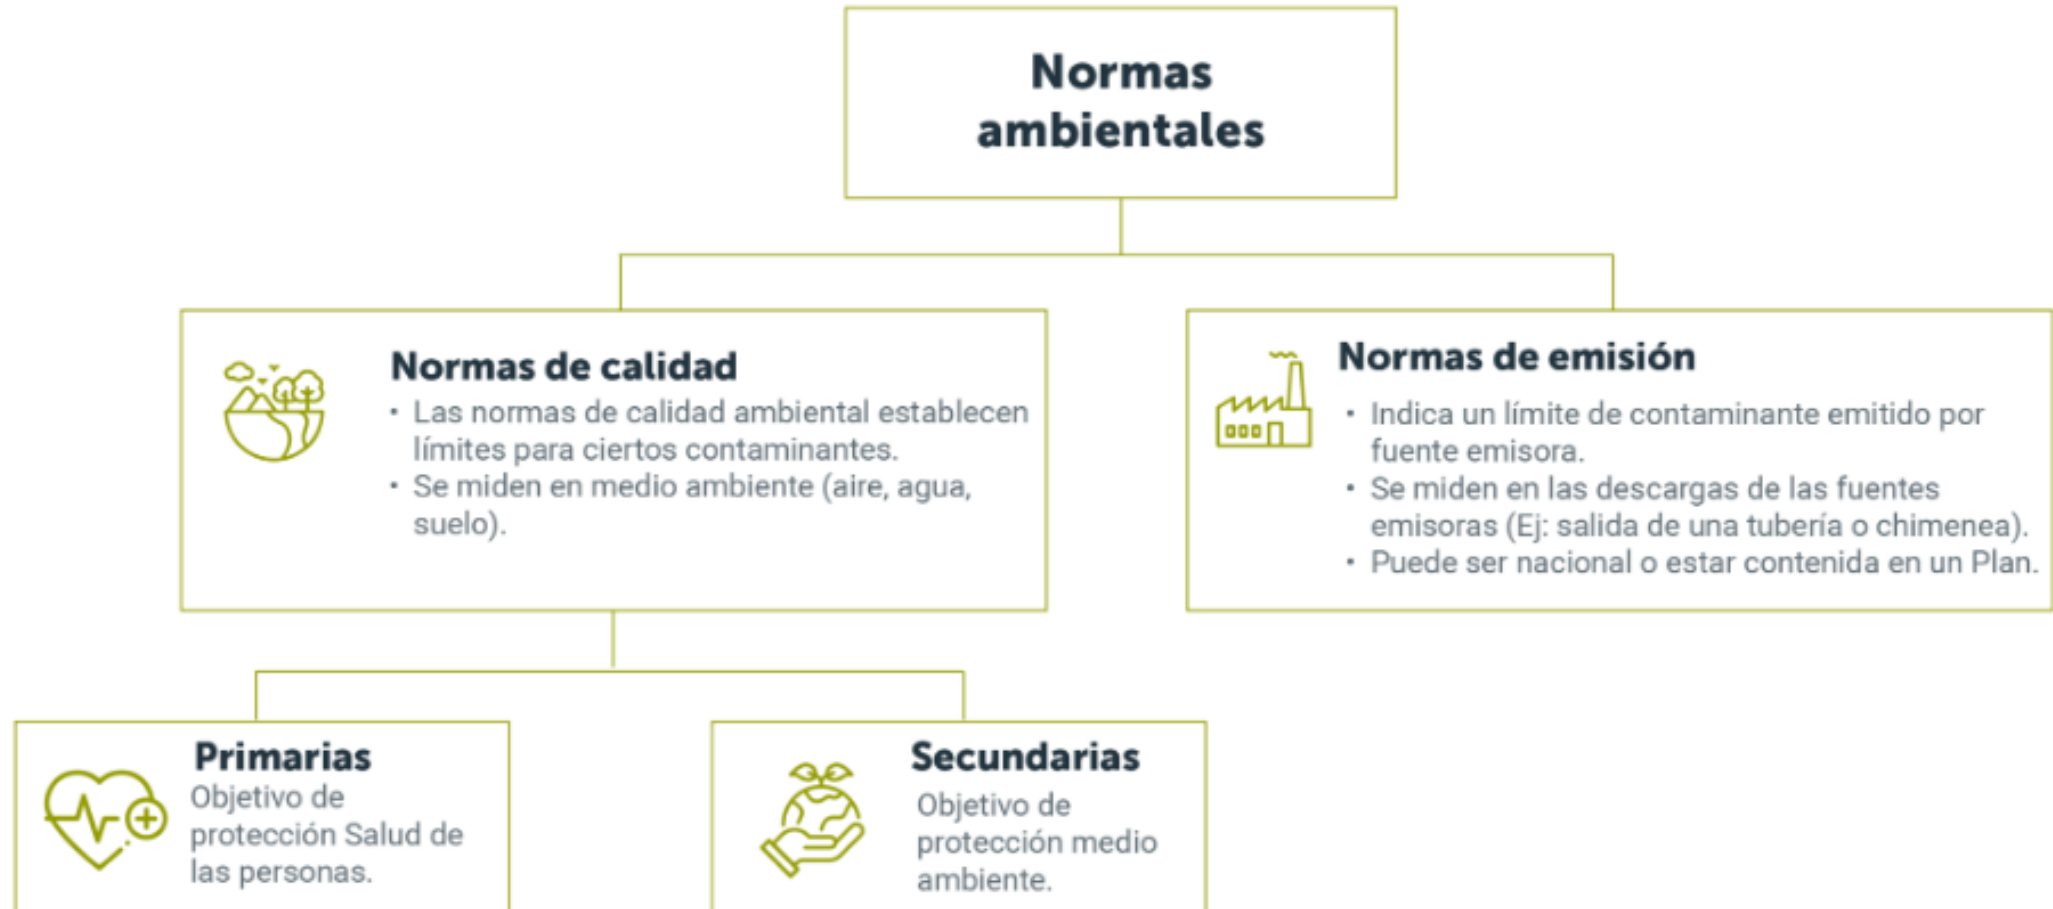 Normas
ambientales
Normas de calidad
• Las normas de calidad ambiental establecen
límites para ciertos contaminantes.
• Se miden en medio ambiente (aire, agua,
suelo).
Normas de emisión
• Indica un límite de contaminante emitido por
fuente emisora.
• Se miden en las descargas de las fuentes
emisoras (Ej: salida de una tubería o chimenea).
• Puede ser nacional o estar contenida en un Plan.
Primarias
Objetivo de
protección Salud de
las personas.
Secundarias
Objetivo de
protección medio
ambiente.